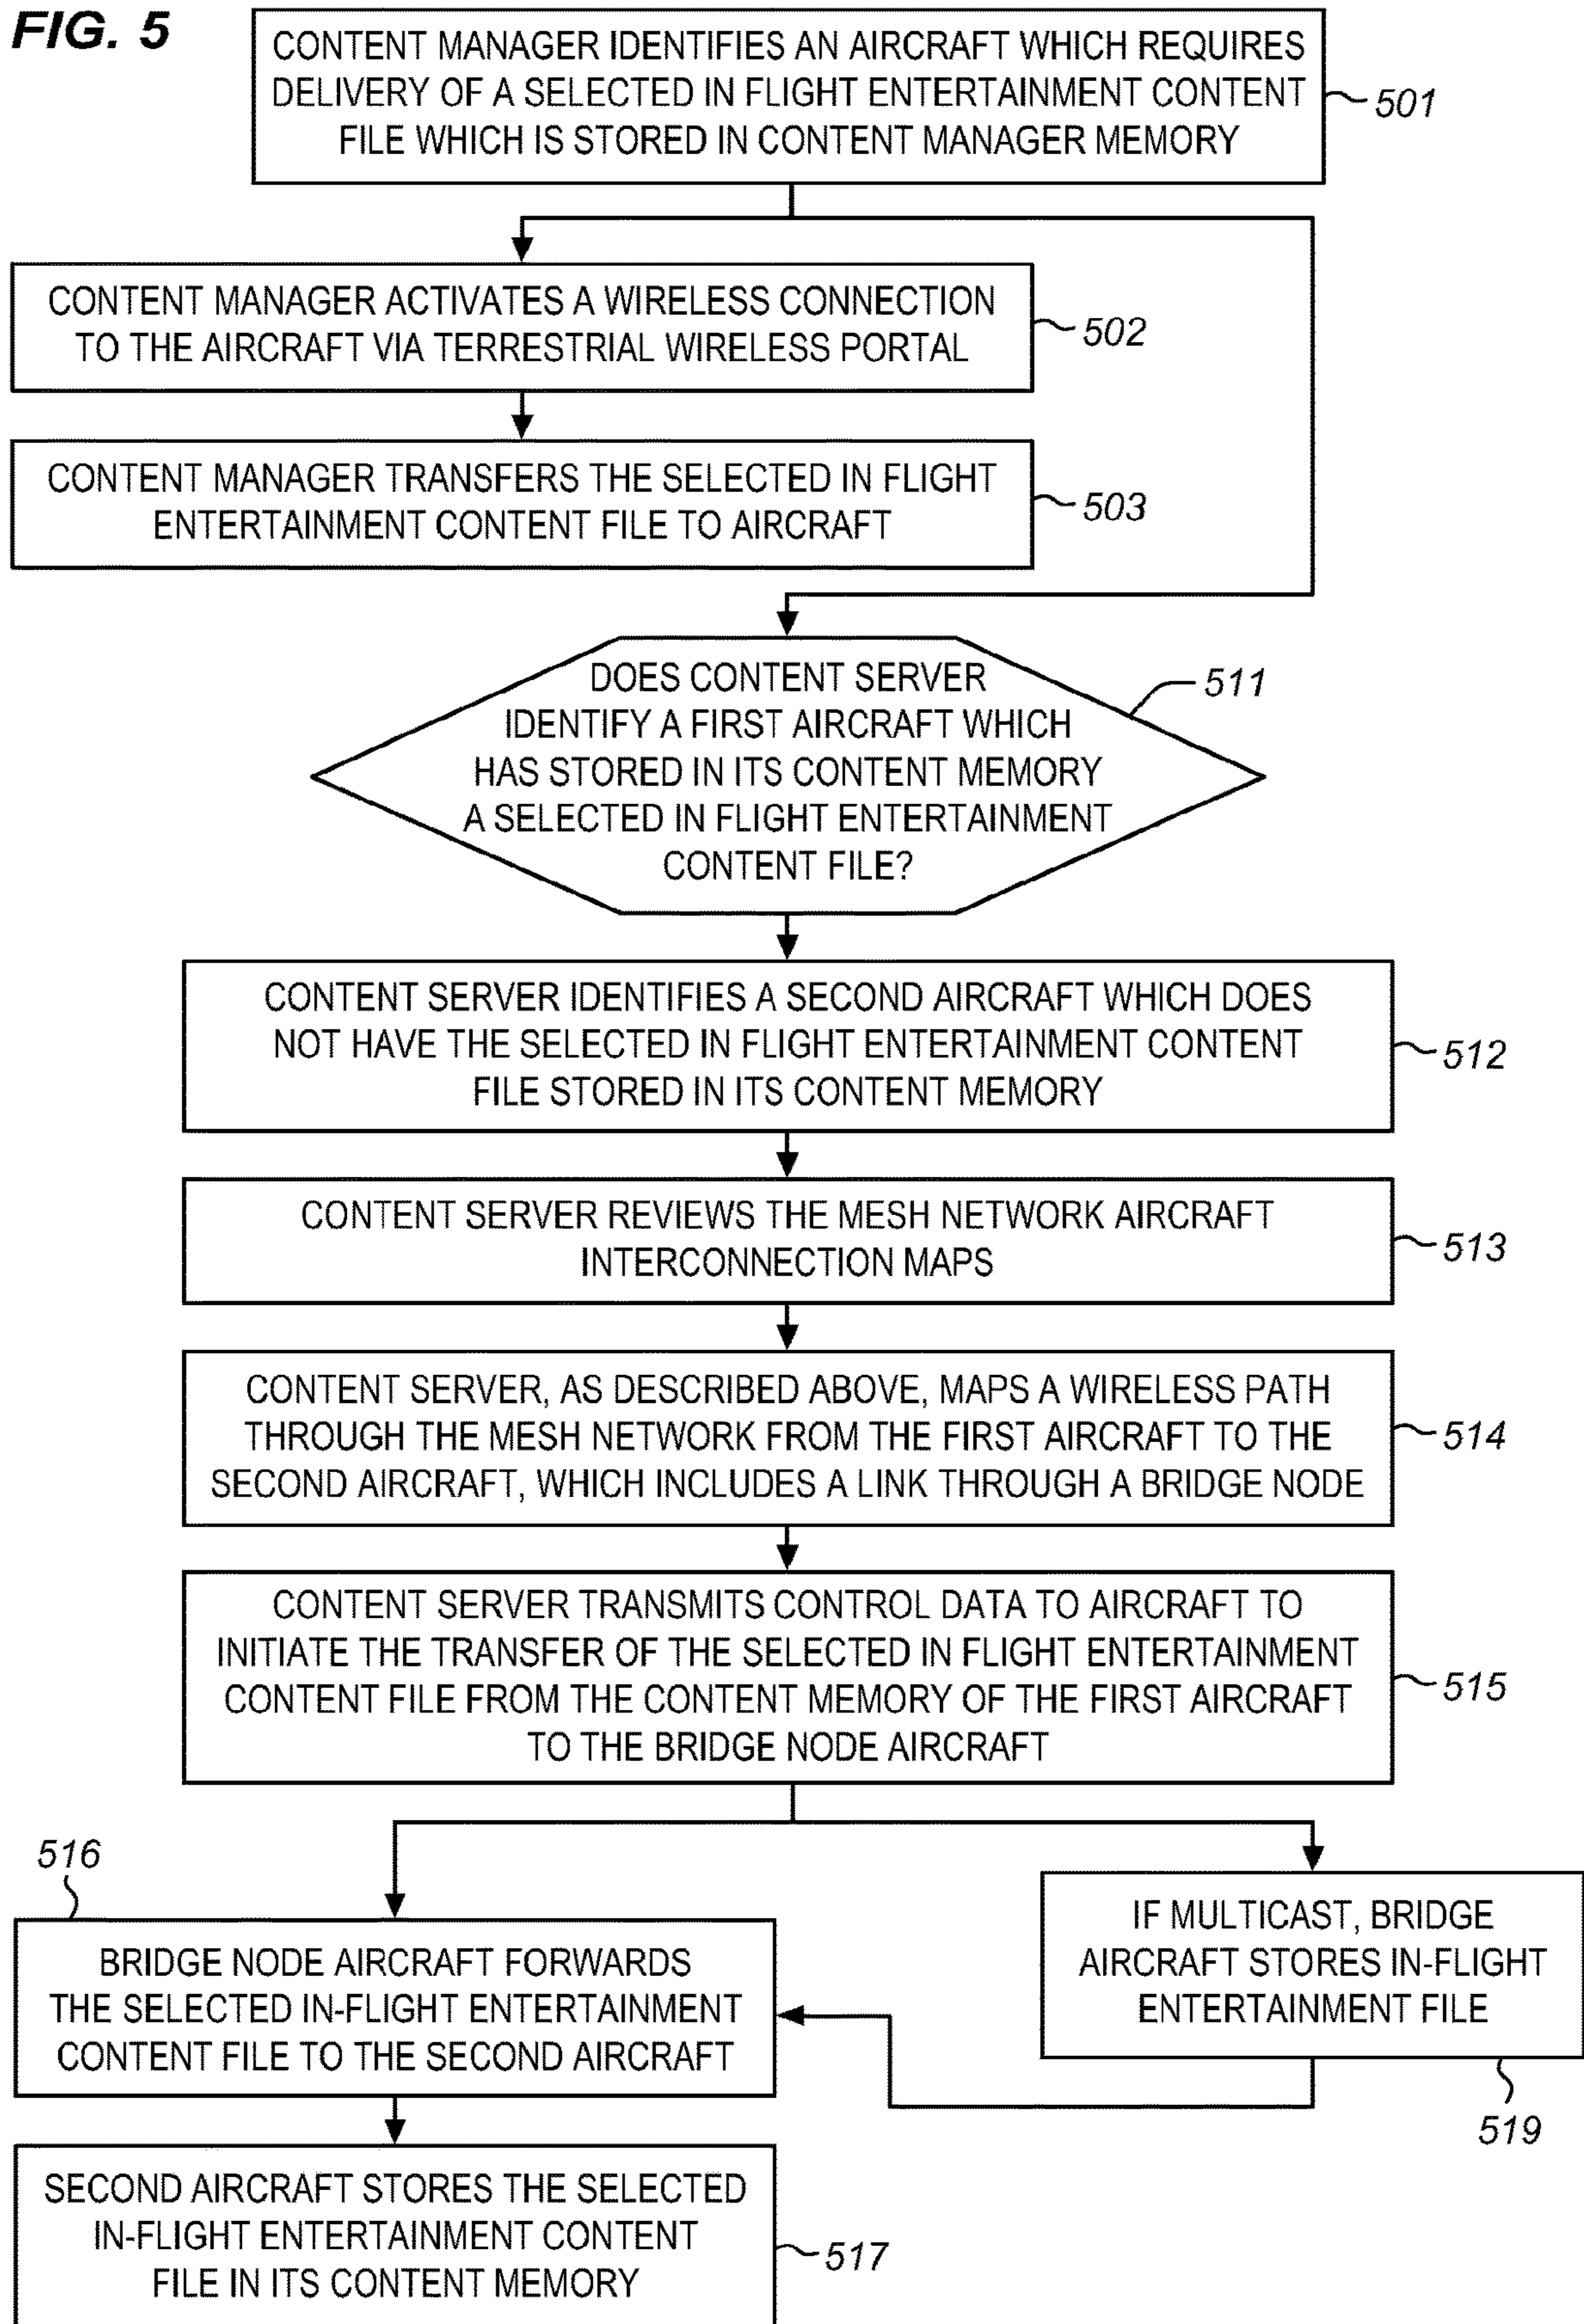 FIG. 5
CONTENT MANAGER IDENTIFIES AN AIRCRAFT WHICH REQUIRES
DELIVERY OF A SELECTED IN FLIGHT ENTERTAINMENT CONTENT
FILE WHICH IS STORED IN CONTENT MANAGER MEMORY
501
CONTENT MANAGER ACTIVATES A WIRELESS CONNECTION
TO THE AIRCRAFT VIA TERRESTRIAL WIRELESS PORTAL
502
CONTENT MANAGER TRANSFERS THE SELECTED IN FLIGHT
ENTERTAINMENT CONTENT FILE TO AIRCRAFT
503
DOES CONTENT SERVER
IDENTIFY A FIRST AIRCRAFT WHICH
HAS STORED IN ITS CONTENT MEMORY
A SELECTED IN FLIGHT ENTERTAINMENT
CONTENT FILE?
511
CONTENT SERVER IDENTIFIES A SECOND AIRCRAFT WHICH DOES
NOT HAVE THE SELECTED IN FLIGHT ENTERTAINMENT CONTENT
FILE STORED IN ITS CONTENT MEMORY
512
CONTENT SERVER REVIEWS THE MESH NETWORK AIRCRAFT
INTERCONNECTION MAPS
513
CONTENT SERVER, AS DESCRIBED ABOVE, MAPS A WIRELESS PATH
THROUGH THE MESH NETWORK FROM THE FIRST AIRCRAFT TO THE
SECOND AIRCRAFT, WHICH INCLUDES A LINK THROUGH A BRIDGE NODE
514
CONTENT SERVER TRANSMITS CONTROL DATA TO AIRCRAFT TO
INITIATE THE TRANSFER OF THE SELECTED IN FLIGHT ENTERTAINMENT
CONTENT FILE FROM THE CONTENT MEMORY OF THE FIRST AIRCRAFT
TO THE BRIDGE NODE AIRCRAFT
515
516
BRIDGE NODE AIRCRAFT FORWARDS
THE SELECTED IN-FLIGHT ENTERTAINMENT
CONTENT FILE TO THE SECOND AIRCRAFT
IF MULTICAST, BRIDGE
AIRCRAFT STORES IN-FLIGHT
ENTERTAINMENT FILE
519
SECOND AIRCRAFT STORES THE SELECTED
IN-FLIGHT ENTERTAINMENT CONTENT
FILE IN ITS CONTENT MEMORY
517